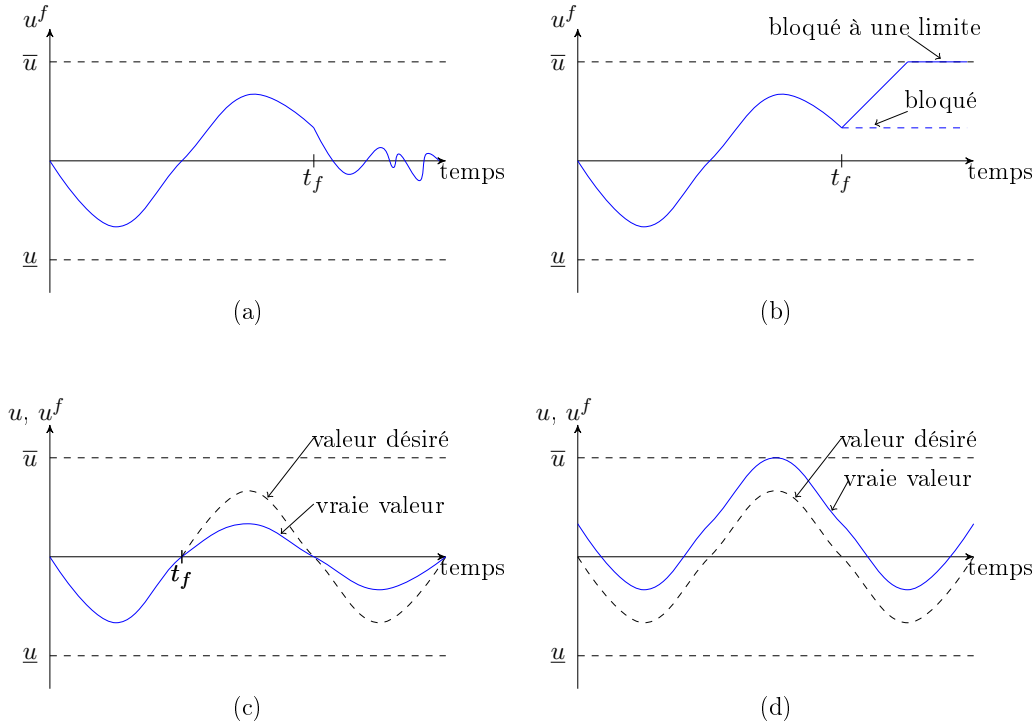 u^f
u̅
t_f
temps
u̲
(a)
u^f
bloqué à une limite
u̅
bloqué
t_f
temps
u̲
(b)
u, u^f
valeur désiré
u̅
vraie valeur
t_f
temps
u̲
(c)
u, u^f
valeur désiré
u̅
vraie valeur
temps
u̲
(d)